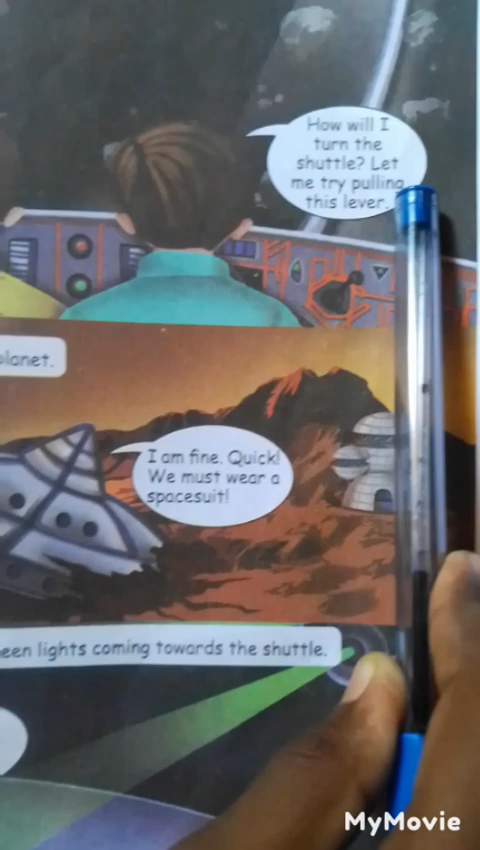 How will I
turn the
shuttle? Let
me try pulling
this lever.
planet.
I am fine. Quick!
We must wear a
spacesuit!
een lights coming towards the shuttle.
MyMovie